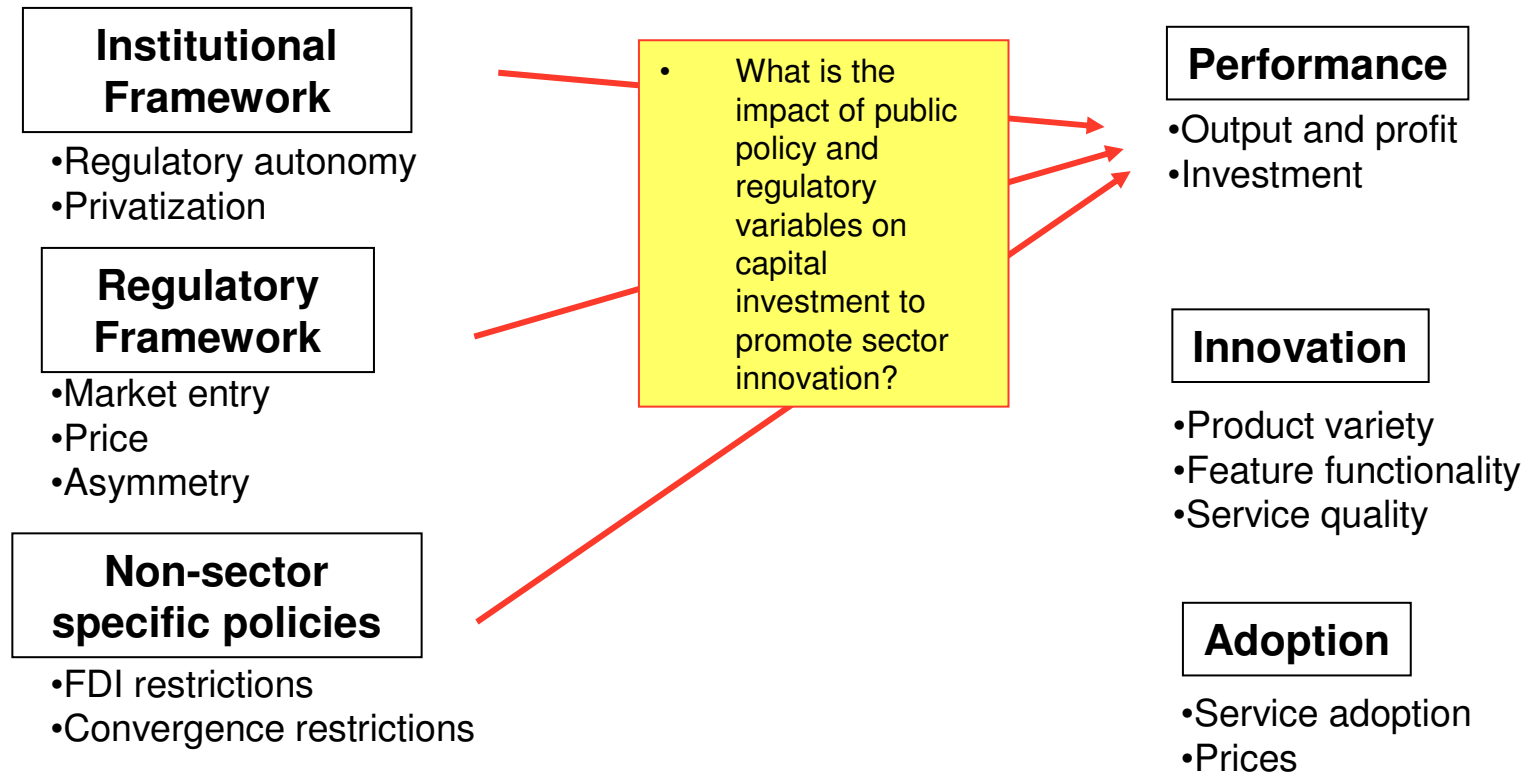 Institutional
Framework
•Regulatory autonomy
•Privatization
Regulatory
Framework
•Market entry
•Price
•Asymmetry
Non-sector
specific policies
•FDI restrictions
•Convergence restrictions
• What is the
impact of public
policy and
regulatory
variables on
capital
investment to
promote sector
innovation?
Performance
•Output and profit
•Investment
Innovation
•Product variety
•Feature functionality
•Service quality
Adoption
•Service adoption
•Prices